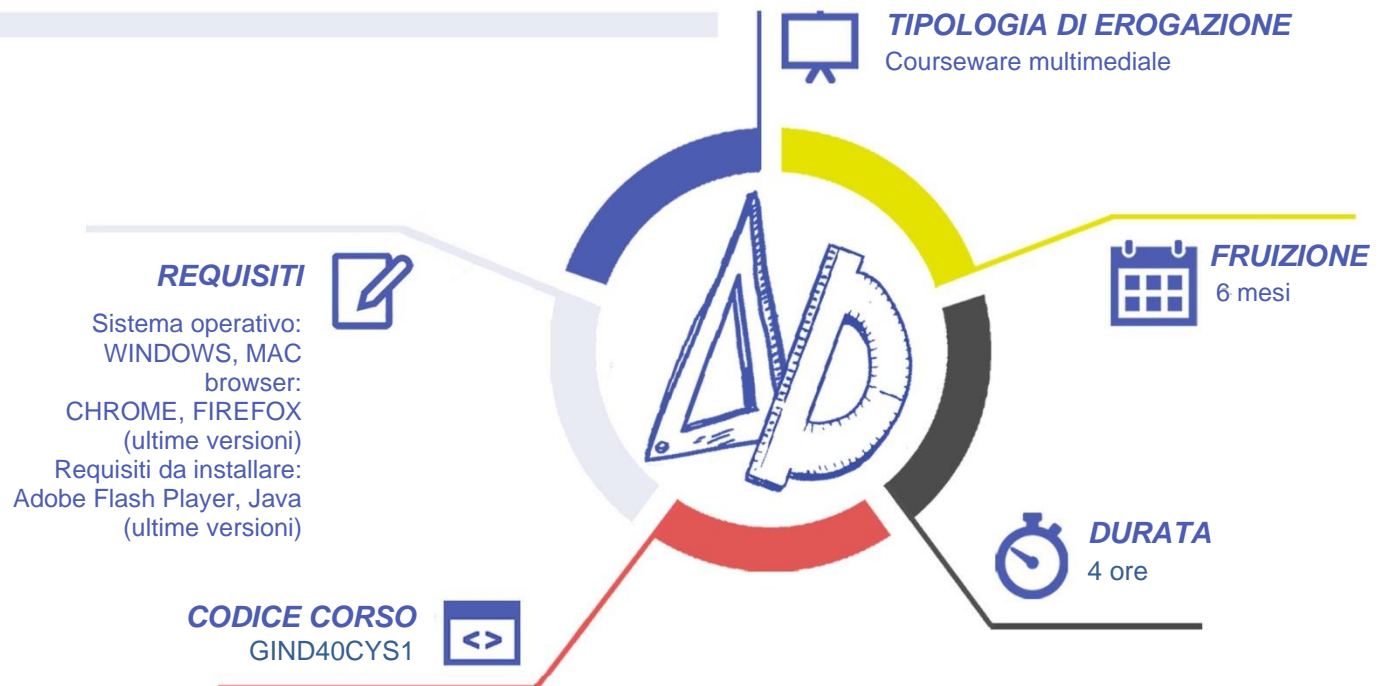 TIPOLOGIA DI EROGAZIONE
Courseware multimediale
FRUIZIONE
6 mesi
REQUISITI
Sistema operativo:
WINDOWS, MAC
browser:
CHROME, FIREFOX
(ultime versioni)
Requisiti da installare:
Adobe Flash Player, Java
(ultime versioni)
DURATA
4 ore
CODICE CORSO
GIND40CYS1